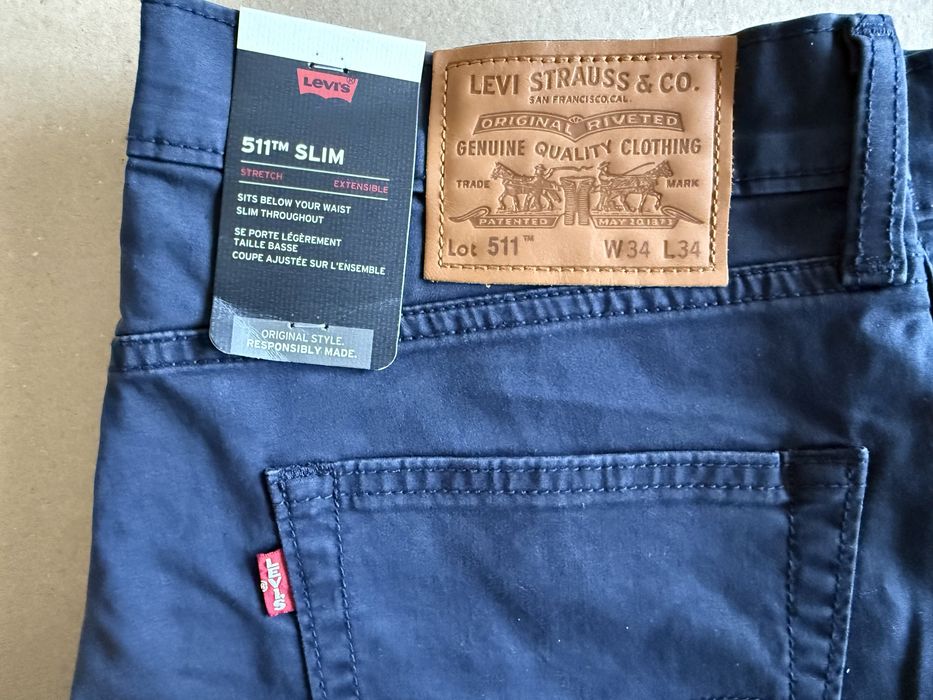 Levi's
511™ SLIM
STRETCH EXTENSIBLE
SITS BELOW YOUR WAIST
SLIM THROUGHOUT
SE PORTE LÉGÈREMENT
TAILLE BASSE
COUPE AJUSTÉE SUR L'ENSEMBLE
ORIGINAL STYLE.
RESPONSIBLY MADE.
LEVI STRAUSS & CO.
SAN FRANCISCO, CAL.
ORIGINAL RIVETED
GENUINE QUALITY CLOTHING
TRADE MARK
PATENTED MAY 20, 1873
Lot 511™ W34 L34
LEVI'S ®